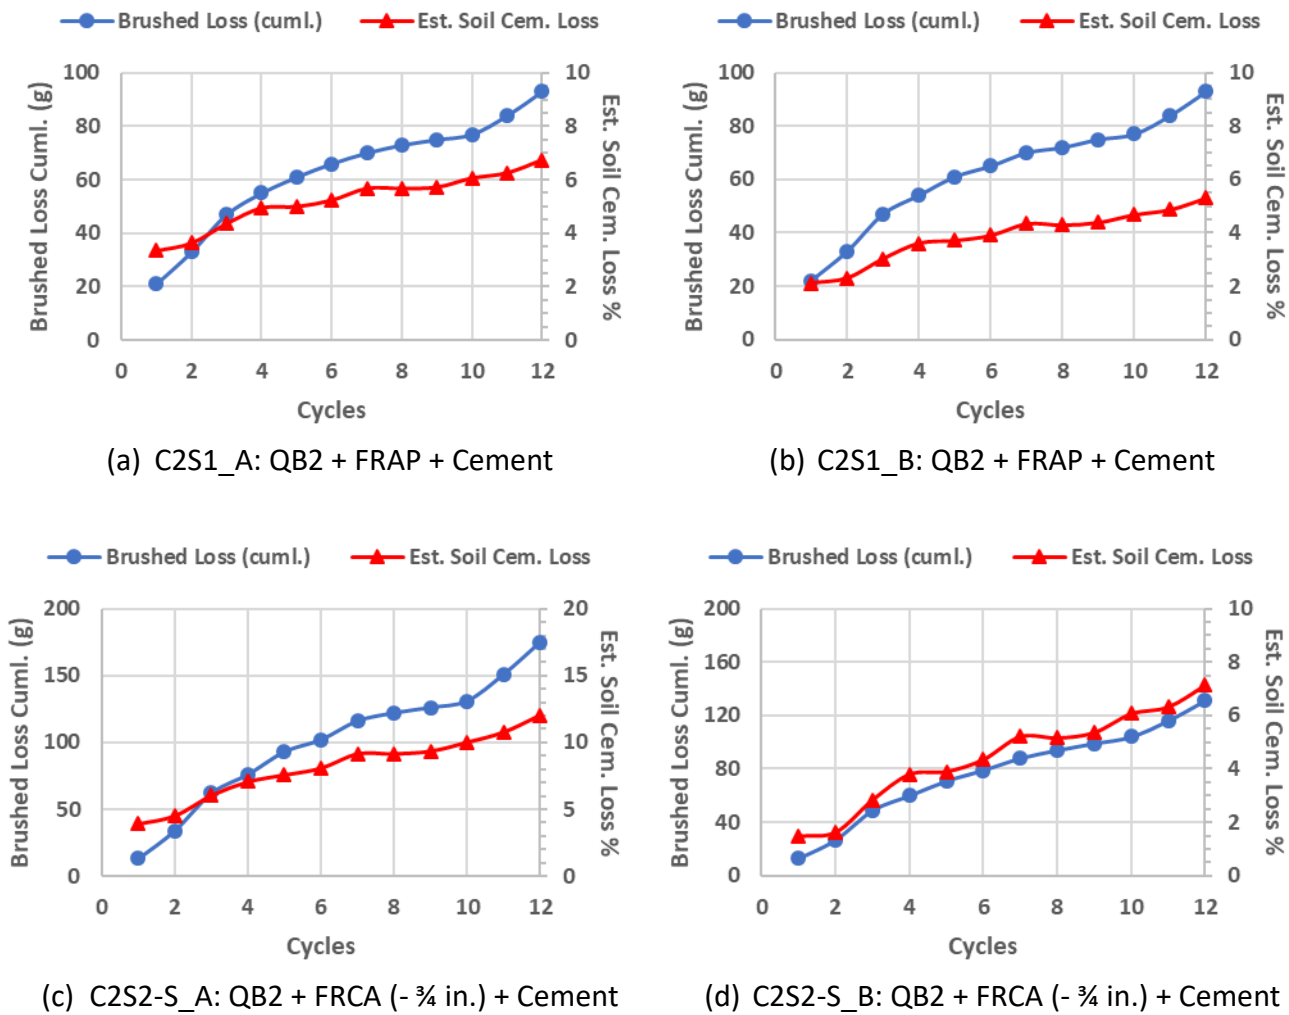 Brushed Loss (cuml.) Est. Soil Cem. Loss
Brushed Loss Cuml. (g)
100
80
60
40
20
0
10
8
6
4
2
0
Est. Soil Cem. Loss %
0 2 4 6 8 10 12
Cycles
(a) C2S1_A: QB2 + FRAP + Cement
Brushed Loss (cuml.) Est. Soil Cem. Loss
Brushed Loss Cuml. (g)
100
80
60
40
20
0
10
8
6
4
2
0
Est. Soil Cem. Loss %
0 2 4 6 8 10 12
Cycles
(b) C2S1_B: QB2 + FRAP + Cement
Brushed Loss (cuml.) Est. Soil Cem. Loss
Brushed Loss Cuml. (g)
200
150
100
50
0
20
15
10
5
0
Est. Soil Cem. Loss %
0 2 4 6 8 10 12
Cycles
(c) C2S2-S_A: QB2 + FRCA (- ¾ in.) + Cement
Brushed Loss (cuml.) Est. Soil Cem. Loss
Brushed Loss Cuml. (g)
200
160
120
80
40
0
10
8
6
4
2
0
Est. Soil Cem. Loss %
0 2 4 6 8 10 12
Cycles
(d) C2S2-S_B: QB2 + FRCA (- ¾ in.) + Cement